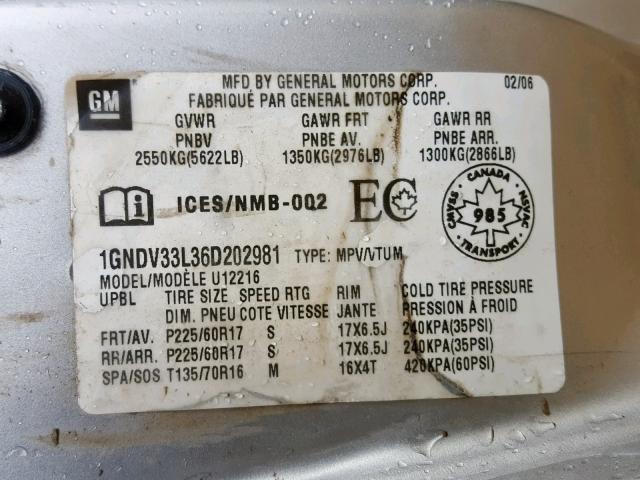 GM
MFD BY GENERAL MOTORS CORP. 02/06
FABRIQUÉ PAR GENERAL MOTORS CORP.
GVWR GAWR FRT GAWR RR
PNBV PNBE AV. PNBE ARR.
2550KG(5622LB) 1350KG(2976LB) 1300KG(2866LB)
ICES/NMB-002 EC
CANADA
CMVSS 985 NSVAC
TRANSPORT
1GNDV33L36D202981 TYPE: MPV/VTUM
MODEL/MODÈLE U12216
UPBL TIRE SIZE SPEED RTG RIM COLD TIRE PRESSURE
DIM. PNEU COTE VITESSE JANTE PRESSION À FROID
FRT/AV. P225/60R17 S 17X6.5J 240KPA(35PSI)
RR/ARR. P225/60R17 S 17X6.5J 240KPA(35PSI)
SPA/SOS T135/70R16 M 16X4T 420KPA(60PSI)